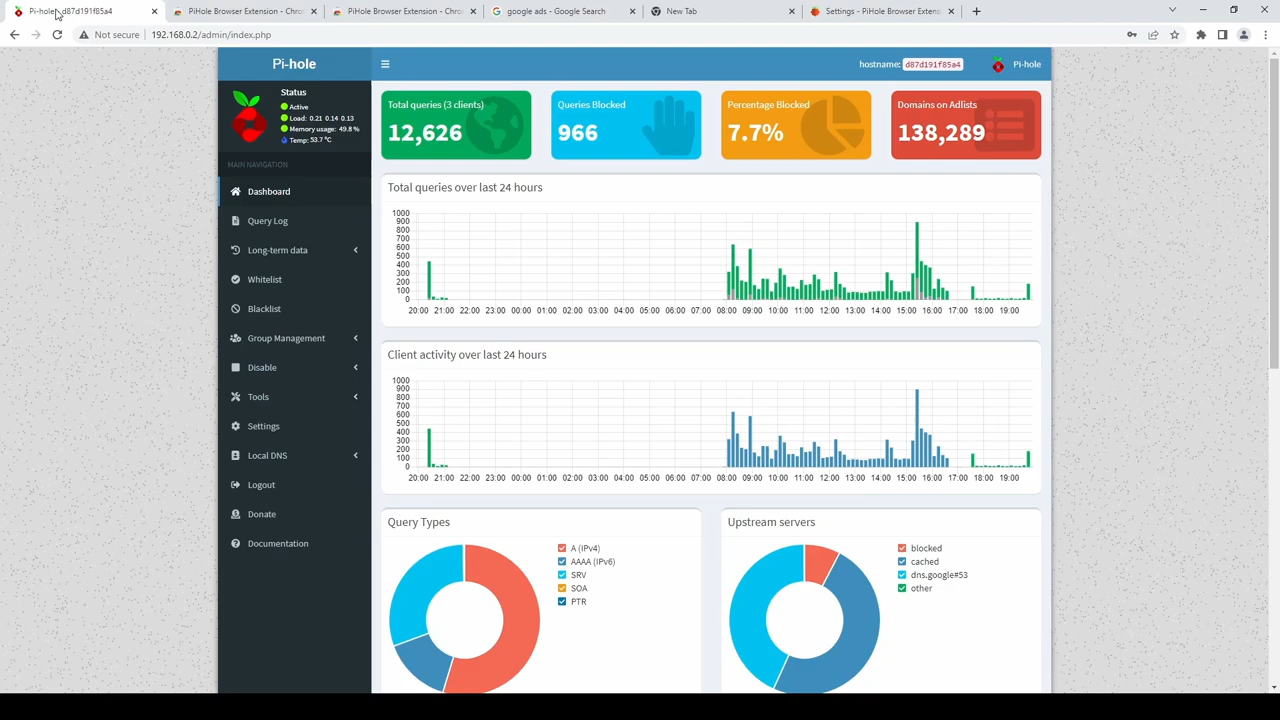 Pi-hole - d87d191f85a4
PiHole Browser Extension - Chro
PiHole Browser Extension - Chro
google ads - Google Search
New Tab
Settings - PiHole Browser Exten
Not secure
192.168.0.2/admin/index.php
Pi-hole
hostname: d87d191f85a4
Pi-hole
Status
Active
Load: 0.21 0.14 0.13
Memory usage: 49.8 %
Temp: 53.7 °C
MAIN NAVIGATION
Dashboard
Query Log
Long-term data
Whitelist
Blacklist
Group Management
Disable
Tools
Settings
Local DNS
Logout
Donate
Documentation
Total queries (3 clients)
12,626
Queries Blocked
966
Percentage Blocked
7.7%
Domains on Adlists
138,289
Total queries over last 24 hours
1000
900
800
700
600
500
400
300
200
100
0
20:00 21:00 22:00 23:00 00:00 01:00 02:00 03:00 04:00 05:00 06:00 07:00 08:00 09:00 10:00 11:00 12:00 13:00 14:00 15:00 16:00 17:00 18:00 19:00
Client activity over last 24 hours
1000
900
800
700
600
500
400
300
200
100
0
20:00 21:00 22:00 23:00 00:00 01:00 02:00 03:00 04:00 05:00 06:00 07:00 08:00 09:00 10:00 11:00 12:00 13:00 14:00 15:00 16:00 17:00 18:00 19:00
Query Types
A (IPv4)
AAAA (IPv6)
SRV
SOA
PTR
Upstream servers
blocked
cached
dns.google#53
other